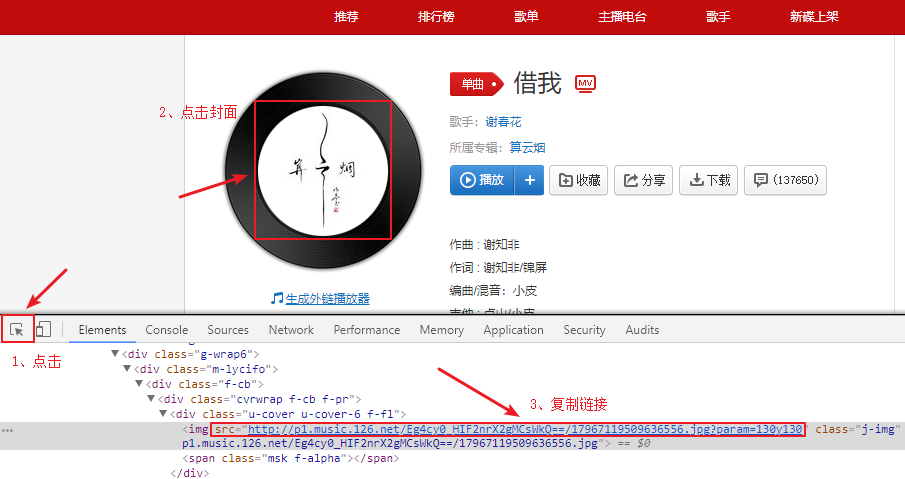 推荐 排行榜 歌单 主播电台 歌手 新碟上架
单曲 借我 MV
2、点击封面
歌手：谢春花
所属专辑：算云烟
算云烟
播放 + 收藏 分享 下载 (137650)
作曲 : 谢知非
作词 : 谢知非/锦屏
编曲/混音：小皮
生成外链播放器
Elements Console Sources Network Performance Memory Application Security Audits
1、点击
▼<div class="g-wrap6">
▼<div class="m-lycifo">
▼<div class="f-cb">
▼<div class="cvrwrap f-cb f-pr">
3、复制链接
▼<div class="u-cover u-cover-6 f-fl">
… <img src="http://p1.music.126.net/Eg4cy0_HIF2nrX2gMCsWkQ==/17967119509636556.jpg?param=130y130" class="j-img"
p1.music.126.net/Eg4cy0_HIF2nrX2gMCsWkQ==/17967119509636556.jpg"> == $0
<span class="msk f-alpha"></span>
</div>